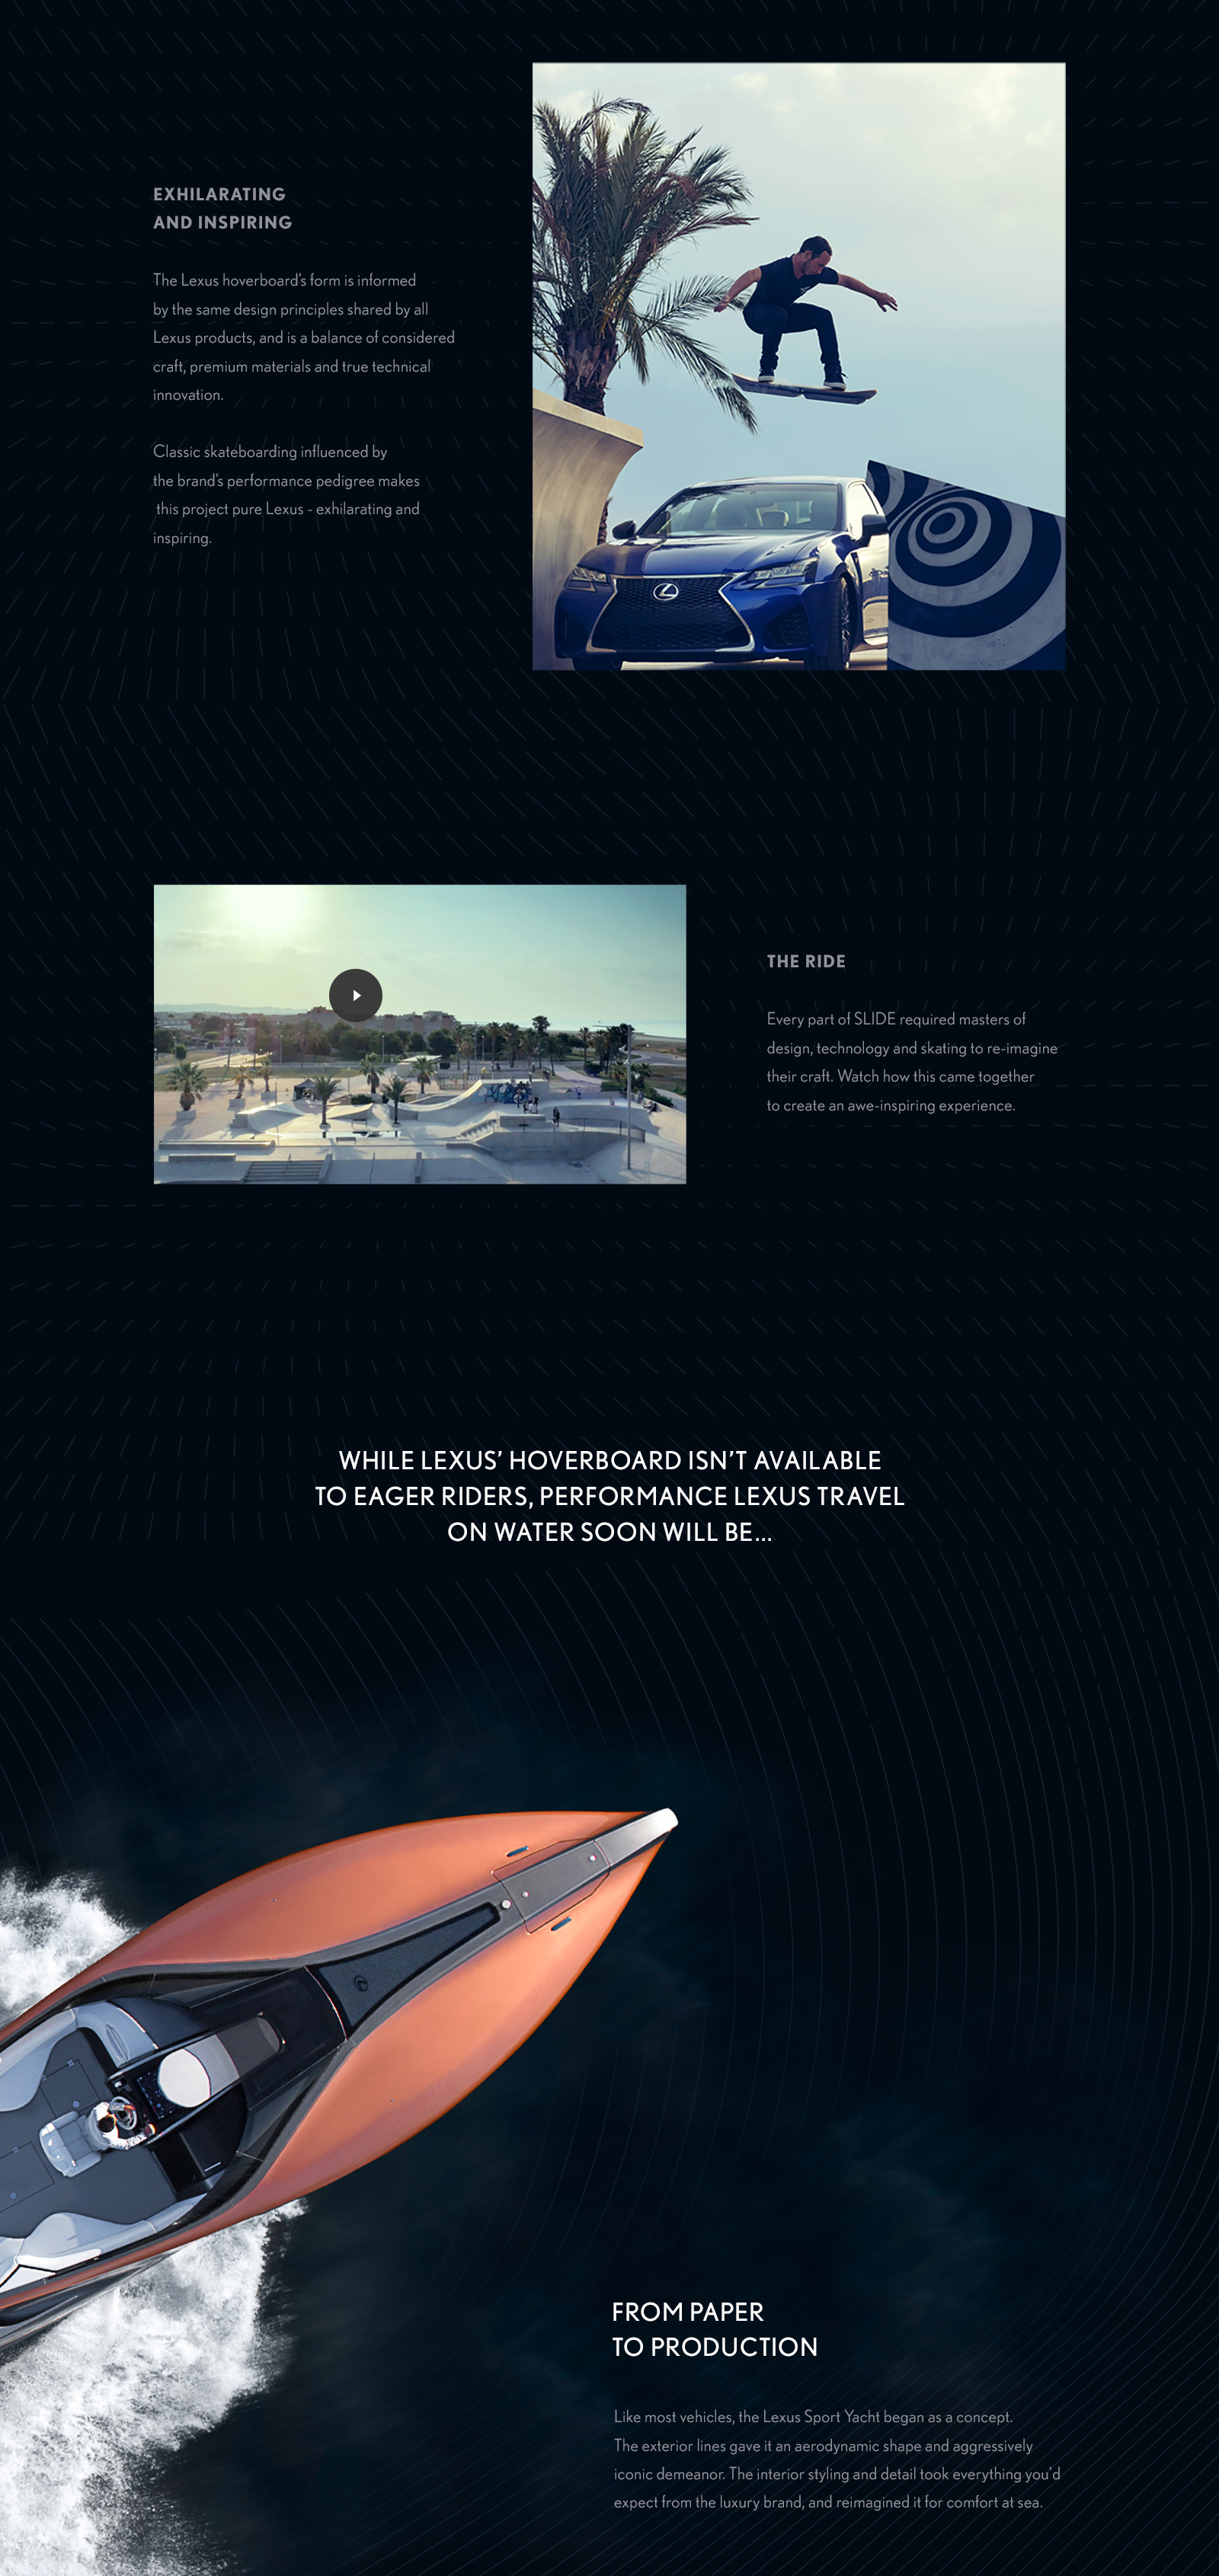 EXHILARATING
AND INSPIRING
The Lexus hoverboard's form is informed
by the same design principles shared by all
Lexus products, and is a balance of considered
craft, premium materials and true technical
innovation.
Classic skateboarding influenced by
the brand's performance pedigree makes
this project pure Lexus - exhilarating and
inspiring.
THE RIDE
Every part of SLIDE required masters of
design, technology and skating to re-imagine
their craft. Watch how this came together
to create an awe-inspiring experience.
WHILE LEXUS’ HOVERBOARD ISN’T AVAILABLE
TO EAGER RIDERS, PERFORMANCE LEXUS TRAVEL
ON WATER SOON WILL BE...
FROM PAPER
TO PRODUCTION
Like most vehicles, the Lexus Sport Yacht began as a concept.
The exterior lines gave it an aerodynamic shape and aggressively
iconic demeanor. The interior styling and detail took everything you’d
expect from the luxury brand, and reimagined it for comfort at sea.